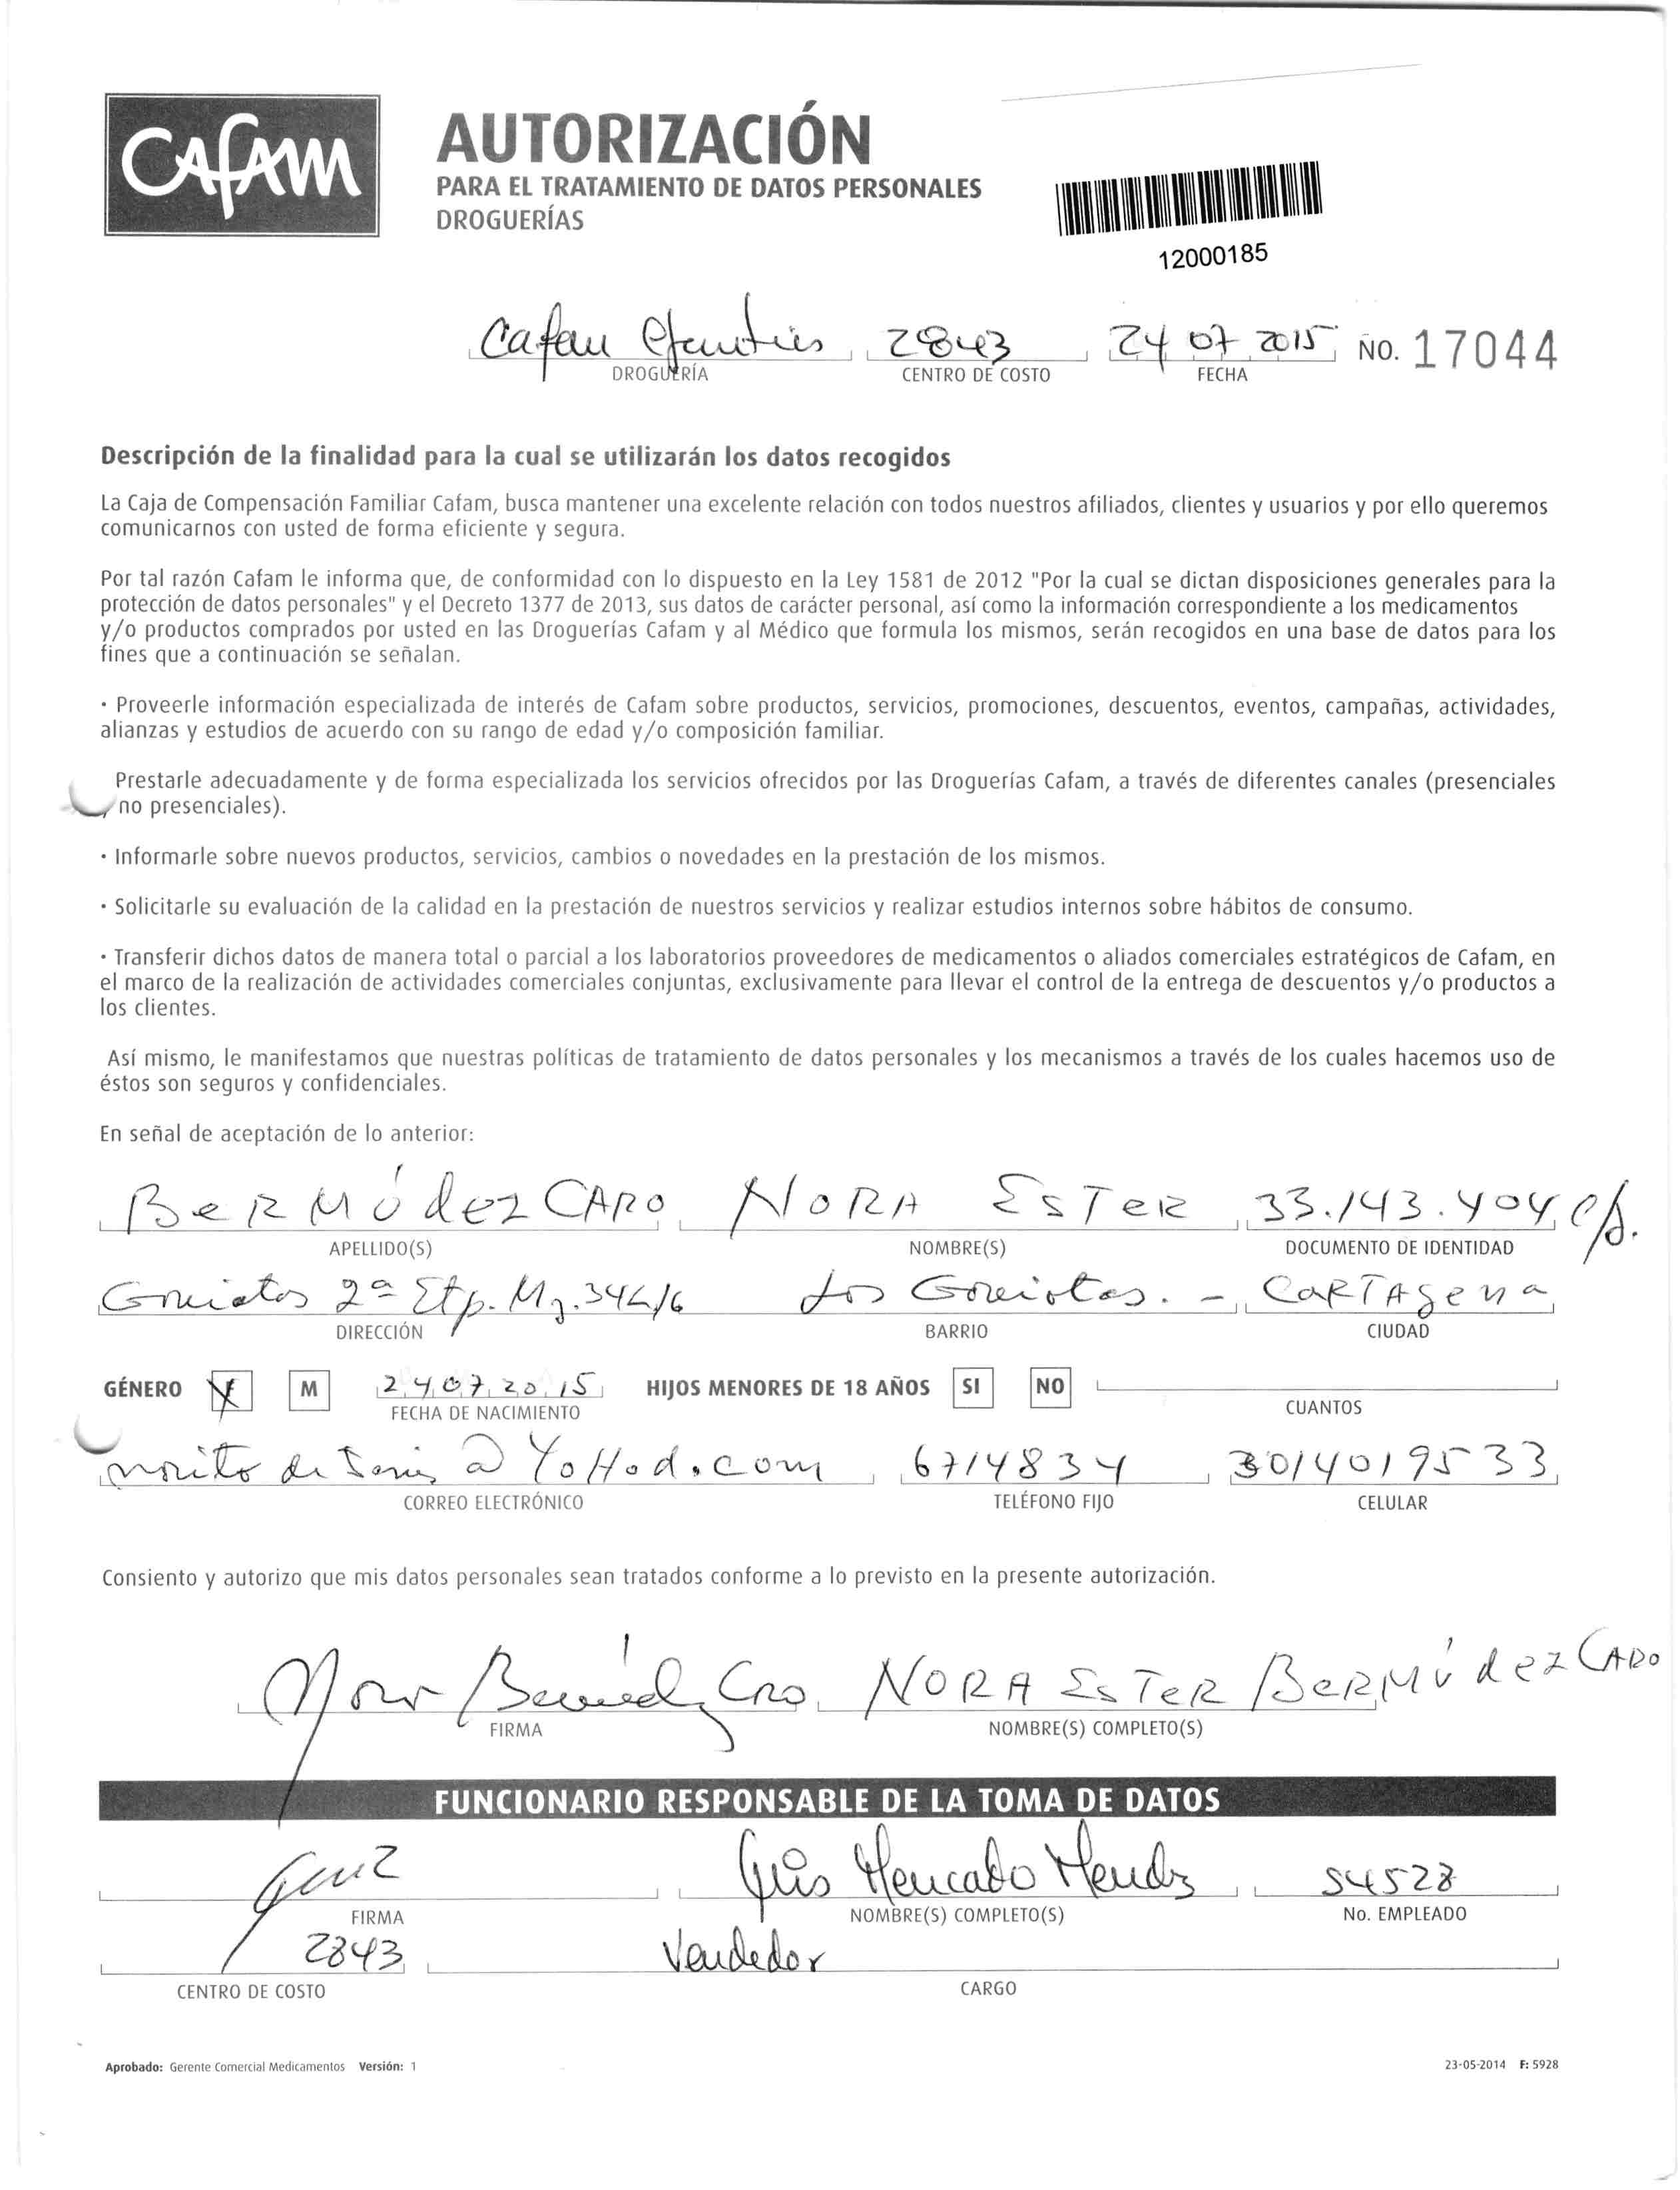 CAFAM
AUTORIZACIÓN
PARA EL TRATAMIENTO DE DATOS PERSONALES
DROGUERÍAS
12000185
Cafam 2843 24 07 2015 NO. 17044
DROGUERÍA CENTRO DE COSTO FECHA
Descripción de la finalidad para la cual se utilizarán los datos recogidos
La Caja de Compensación Familiar Cafam, busca mantener una excelente relación con todos nuestros afiliados, clientes y usuarios y por ello queremos
comunicarnos con usted de forma eficiente y segura.
Por tal razón Cafam le informa que, de conformidad con lo dispuesto en la Ley 1581 de 2012 "Por la cual se dictan disposiciones generales para la
protección de datos personales" y el Decreto 1377 de 2013, sus datos de carácter personal, así como la información correspondiente a los medicamentos
y/o productos comprados por usted en las Droguerías Cafam y al Médico que formula los mismos, serán recogidos en una base de datos para los
fines que a continuación se señalan.
· Proveerle información especializada de interés de Cafam sobre productos, servicios, promociones, descuentos, eventos, campañas, actividades,
alianzas y estudios de acuerdo con su rango de edad y/o composición familiar.
Prestarle adecuadamente y de forma especializada los servicios ofrecidos por las Droguerías Cafam, a través de diferentes canales (presenciales
no presenciales).
· Informarle sobre nuevos productos, servicios, cambios o novedades en la prestación de los mismos.
· Solicitarle su evaluación de la calidad en la prestación de nuestros servicios y realizar estudios internos sobre hábitos de consumo.
· Transferir dichos datos de manera total o parcial a los laboratorios proveedores de medicamentos o aliados comerciales estratégicos de Cafam, en
el marco de la realización de actividades comerciales conjuntas, exclusivamente para llevar el control de la entrega de descuentos y/o productos a
los clientes.
Así mismo, le manifestamos que nuestras políticas de tratamiento de datos personales y los mecanismos a través de los cuales hacemos uso de
éstos son seguros y confidenciales.
En señal de aceptación de lo anterior:
BeRMúdez CARO NORA ESTeR 33.143.404
APELLIDO(S) NOMBRE(S) DOCUMENTO DE IDENTIDAD
2ª Etp. Mz. Los - CaRTAgena
DIRECCIÓN BARRIO CIUDAD
GÉNERO F M 24 07 20 15 HIJOS MENORES DE 18 AÑOS SI NO
FECHA DE NACIMIENTO CUANTOS
6714834 3014019533
CORREO ELECTRÓNICO TELÉFONO FIJO CELULAR
Consiento y autorizo que mis datos personales sean tratados conforme a lo previsto en la presente autorización.
Nora Bermúdez Caro NORA ESTeR BeRMúdez CARO
FIRMA NOMBRE(S) COMPLETO(S)
FUNCIONARIO RESPONSABLE DE LA TOMA DE DATOS
Mercado 54528
FIRMA NOMBRE(S) COMPLETO(S) No. EMPLEADO
2843 Vendedor
CENTRO DE COSTO CARGO
Aprobado: Gerente Comercial Medicamentos Versión: 1 23-05-2014 F: 5928